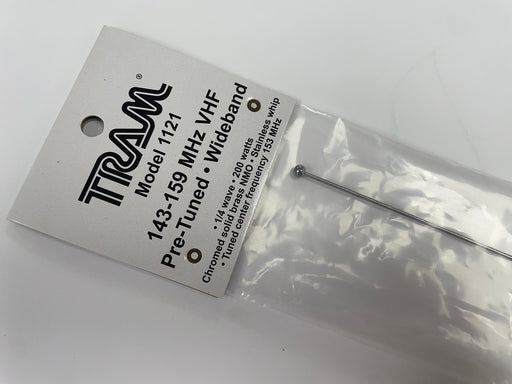 TRAM®
Model 1121
143-159 MHz VHF
Pre-Tuned • Wideband
• 1/4 wave • 200 watts
Chromed solid brass NMO • Stainless whip
• Tuned center frequency 153 MHz